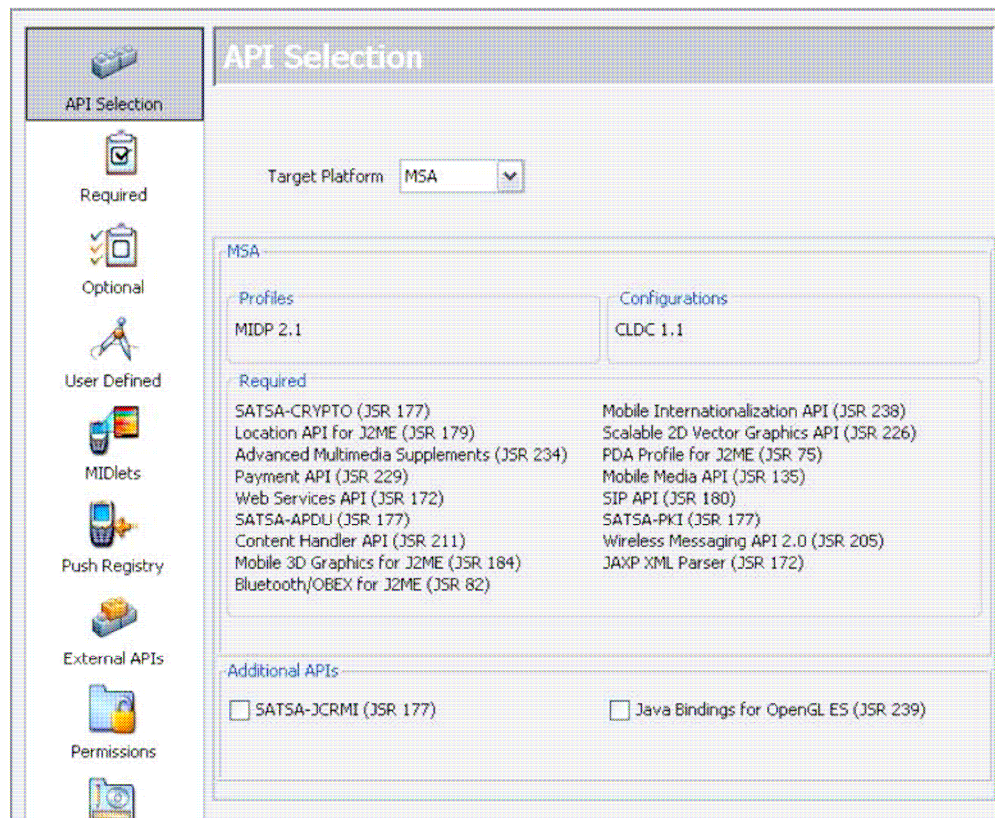 API Selection
API Selection
Required
Optional
User Defined
MIDlets
Push Registry
External APIs
Permissions
Target Platform MSA
MSA
Profiles
MIDP 2.1
Configurations
CLDC 1.1
Required
SATSA-CRYPTO (JSR 177)
Location API for J2ME (JSR 179)
Advanced Multimedia Supplements (JSR 234)
Payment API (JSR 229)
Web Services API (JSR 172)
SATSA-APDU (JSR 177)
Content Handler API (JSR 211)
Mobile 3D Graphics for J2ME (JSR 184)
Bluetooth/OBEX for J2ME (JSR 82)
Mobile Internationalization API (JSR 238)
Scalable 2D Vector Graphics API (JSR 226)
PDA Profile for J2ME (JSR 75)
Mobile Media API (JSR 135)
SIP API (JSR 180)
SATSA-PKI (JSR 177)
Wireless Messaging API 2.0 (JSR 205)
JAXP XML Parser (JSR 172)
Additional APIs
SATSA-JCRMI (JSR 177)
Java Bindings for OpenGL ES (JSR 239)